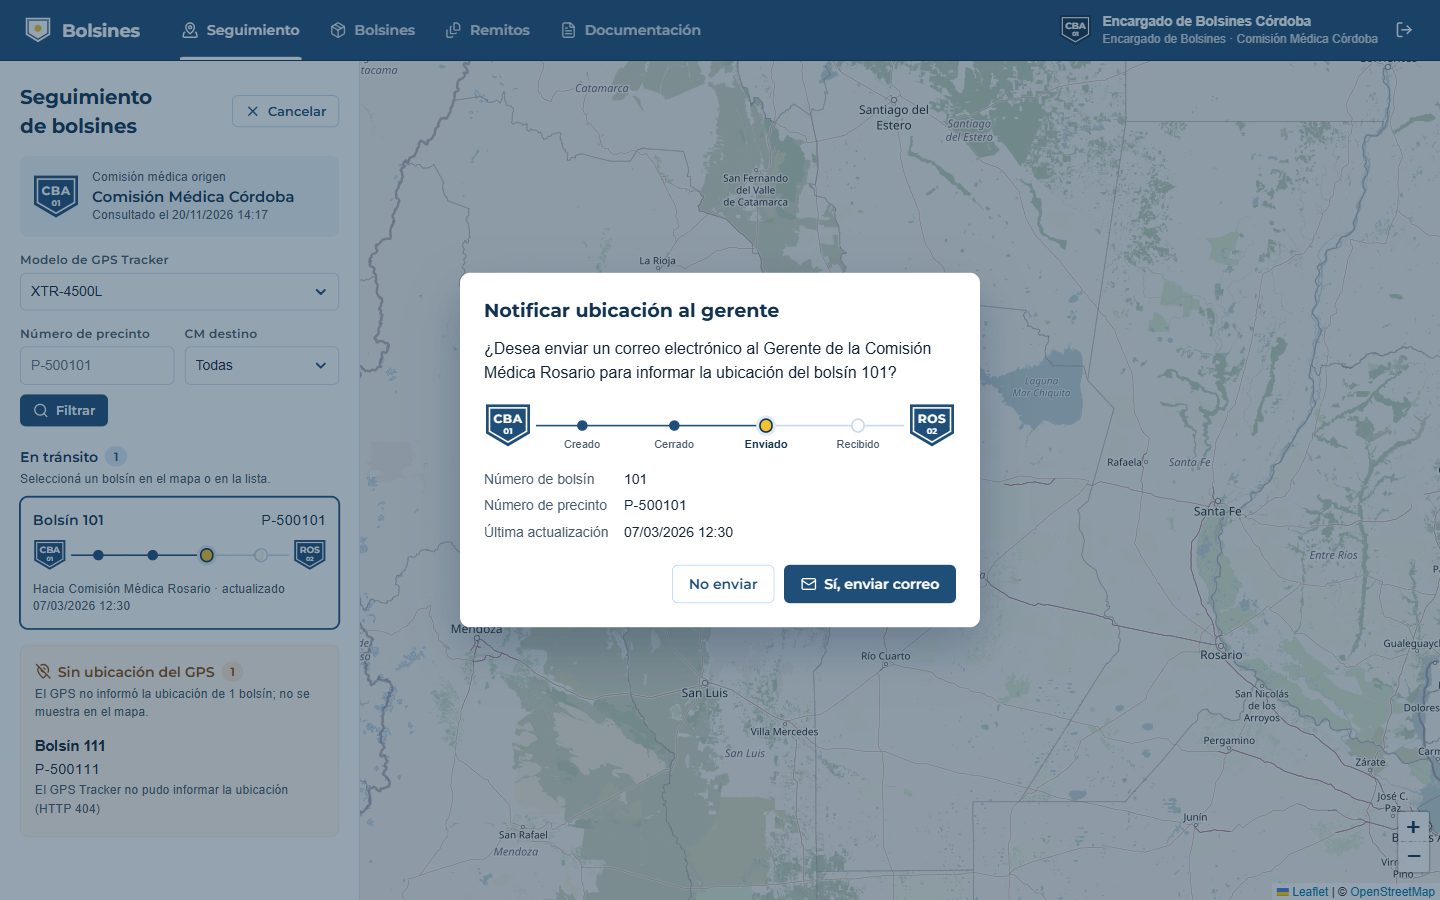 Bolsines
Seguimiento
Bolsines
Remitos
Documentación
CBA
01
Encargado de Bolsines Córdoba
Encargado de Bolsines · Comisión Médica Córdoba
Seguimiento
de bolsines
Cancelar
CBA
01
Comisión médica origen
Comisión Médica Córdoba
Consultado el 20/11/2026 14:17
Modelo de GPS Tracker
XTR-4500L
Número de precinto
CM destino
P-500101
Todas
Filtrar
En tránsito 1
Seleccioná un bolsín en el mapa o en la lista.
Bolsín 101
P-500101
CBA
01
ROS
02
Hacia Comisión Médica Rosario · actualizado
07/03/2026 12:30
Sin ubicación del GPS 1
El GPS no informó la ubicación de 1 bolsín; no se
muestra en el mapa.
Bolsín 111
P-500111
El GPS Tracker no pudo informar la ubicación
(HTTP 404)
Notificar ubicación al gerente
¿Desea enviar un correo electrónico al Gerente de la Comisión
Médica Rosario para informar la ubicación del bolsín 101?
CBA
01
Creado
Cerrado
Enviado
Recibido
ROS
02
Número de bolsín
101
Número de precinto
P-500101
Última actualización
07/03/2026 12:30
No enviar
Sí, enviar correo
Catamarca
Santiago del
Estero
Santiago
del Estero
San Fernando
del Valle
de Catamarca
La Rioja
Laguna
Mar Chiquita
Rafaela
Santa Fe
Santa Fe
Entre Ríos
Mendoza
Río Cuarto
Rosario
San Luis
San Nicolás
de los
Arroyos
Villa Mercedes
San Luis
Pergamino
Zárate
José C.
Paz
Junín
San Rafael
Mendoza
+
−
Leaflet | © OpenStreetMap